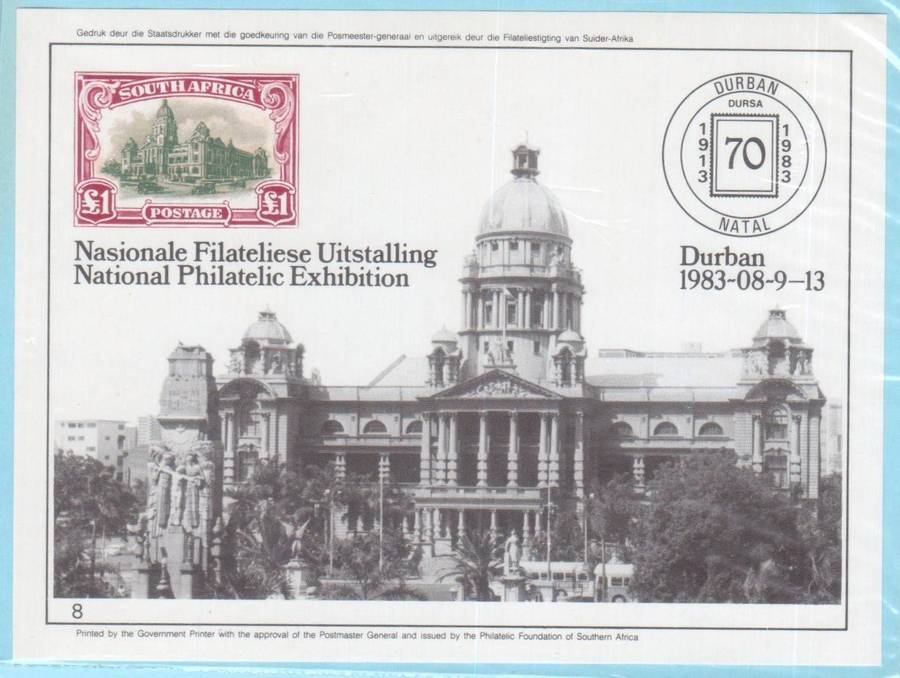 Gedruk deur die Staatsdrukker met die goedkeuring van die Posmeester-generaal en uitgereik deur die Filateliestigting van Suider-Afrika
SOUTH AFRICA
£1 £1
POSTAGE
DURBAN
DURSA
1913 70 1983
NATAL
Nasionale Filateliese Uitstalling
National Philatelic Exhibition
Durban
1983-08-9–13
8
Printed by the Government Printer with the approval of the Postmaster General and issued by the Philatelic Foundation of Southern Africa